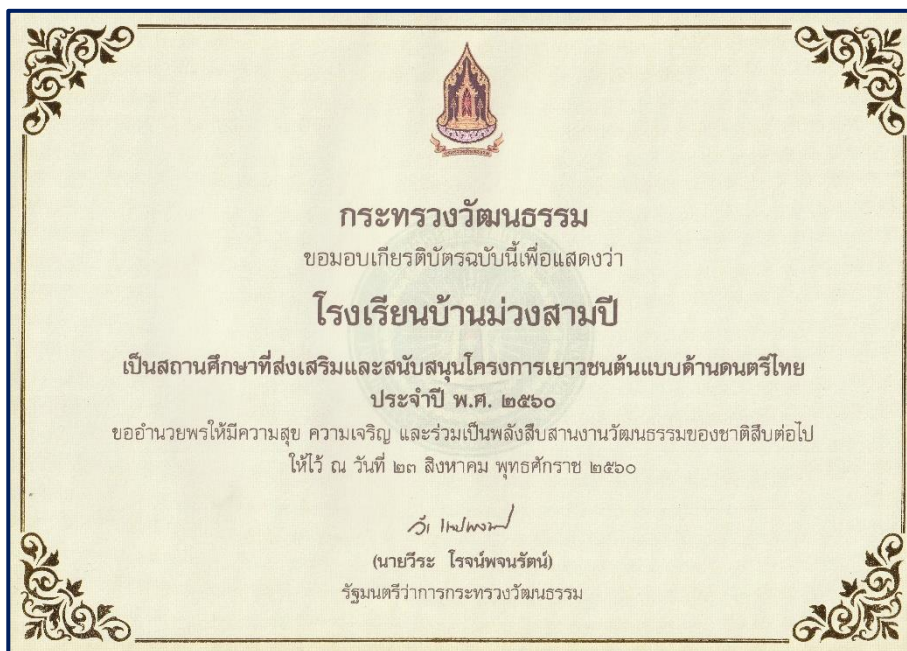 กระทรวงวัฒนธรรม
ขอมอบเกียรติบัตรฉบับนี้เพื่อแสดงว่า
โรงเรียนบ้านม่วงสามปี
เป็นสถานศึกษาที่ส่งเสริมและสนับสนุนโครงการเยาวชนต้นแบบด้านดนตรีไทย
ประจำปี พ.ศ. ๒๕๖๐
ขออำนวยพรให้มีความสุข ความเจริญ และร่วมเป็นพลังสืบสานงานวัฒนธรรมของชาติสืบต่อไป
ให้ไว้ ณ วันที่ ๒๓ สิงหาคม พุทธศักราช ๒๕๖๐
(นายวีระ โรจน์พจนรัตน์)
รัฐมนตรีว่าการกระทรวงวัฒนธรรม